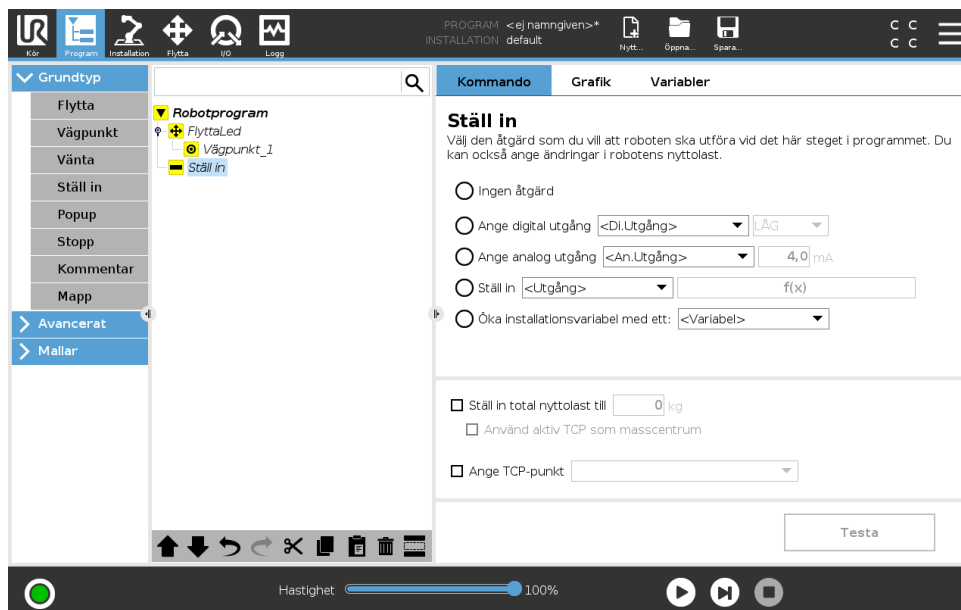 UR
PROGRAM <ej namngiven>*
INSTALLATION default
Kör
Program
Installation
Flytta
I/O
Logg
Nytt...
Öppna...
Spara...
C C
C C
Grundtyp
Flytta
Vägpunkt
Vänta
Ställ in
Popup
Stopp
Kommentar
Mapp
Avancerat
Mallar
Robotprogram
FlyttaLed
Vägpunkt_1
Ställ in
Kommando Grafik Variabler
Ställ in
Välj den åtgärd som du vill att roboten ska utföra vid det här steget i programmet. Du
kan också ange ändringar i robotens nyttolast.
Ingen åtgärd
Ange digital utgång <Di.Utgång> LÅG
Ange analog utgång <An.Utgång> 4,0 mA
Ställ in <Utgång> f(x)
Öka installationsvariabel med ett: <Variabel>
Ställ in total nyttolast till 0 kg
Använd aktiv TCP som masscentrum
Ange TCP-punkt
Testa
Hastighet 100%